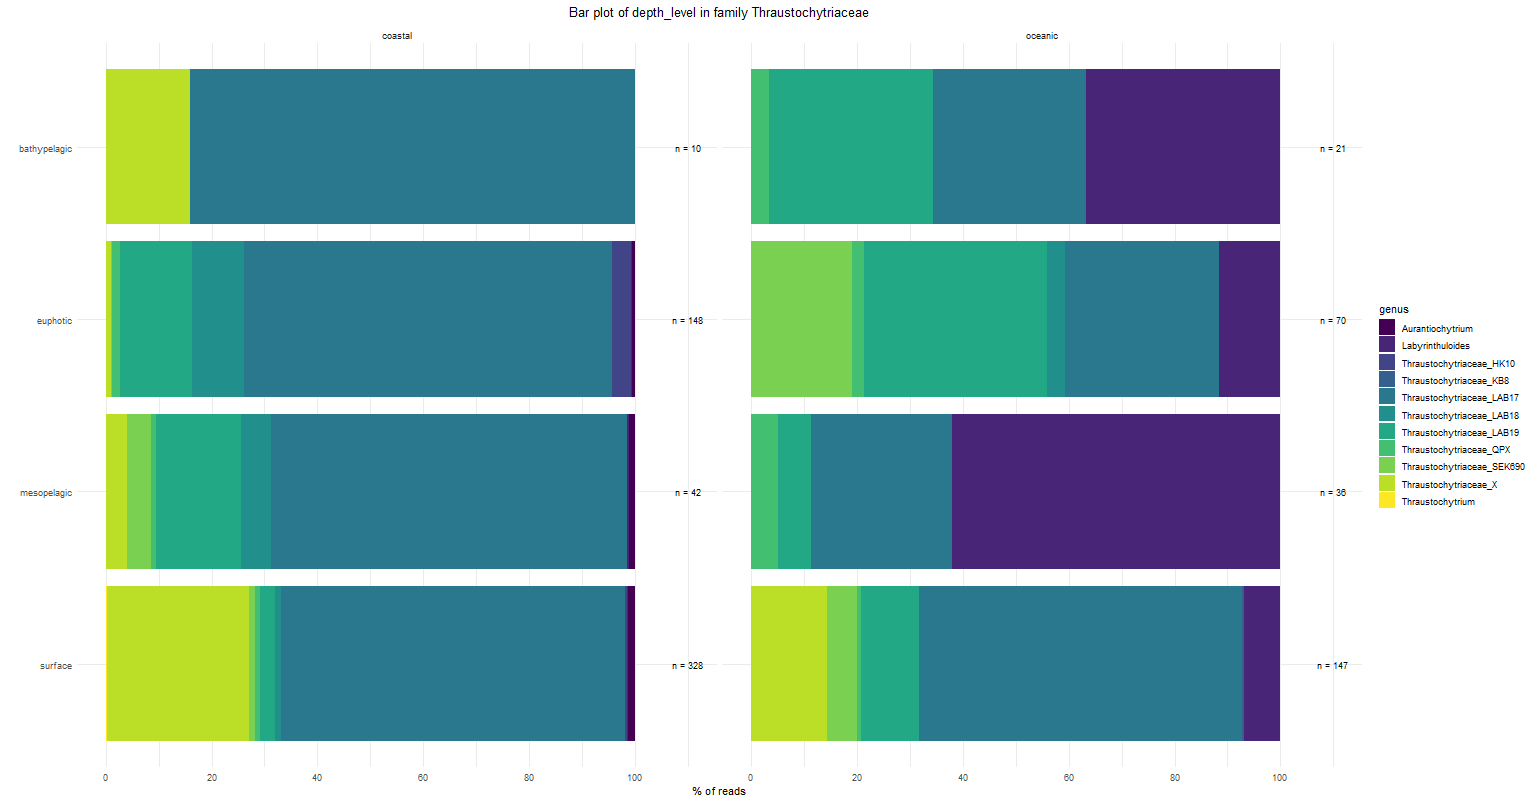 Bar plot of depth_level in family Thraustochytriaceae
coastal
oceanic
bathypelagic
n = 10
n = 21
euphotic
n = 148
n = 70
mesopelagic
n = 42
n = 36
surface
n = 328
n = 147
0 20 40 60 80 100
0 20 40 60 80 100
% of reads
genus
Aurantiochytrium
Labyrinthuloides
Thraustochytriaceae_HK10
Thraustochytriaceae_KB8
Thraustochytriaceae_LAB17
Thraustochytriaceae_LAB18
Thraustochytriaceae_LAB19
Thraustochytriaceae_QPX
Thraustochytriaceae_SEK690
Thraustochytriaceae_X
Thraustochytrium